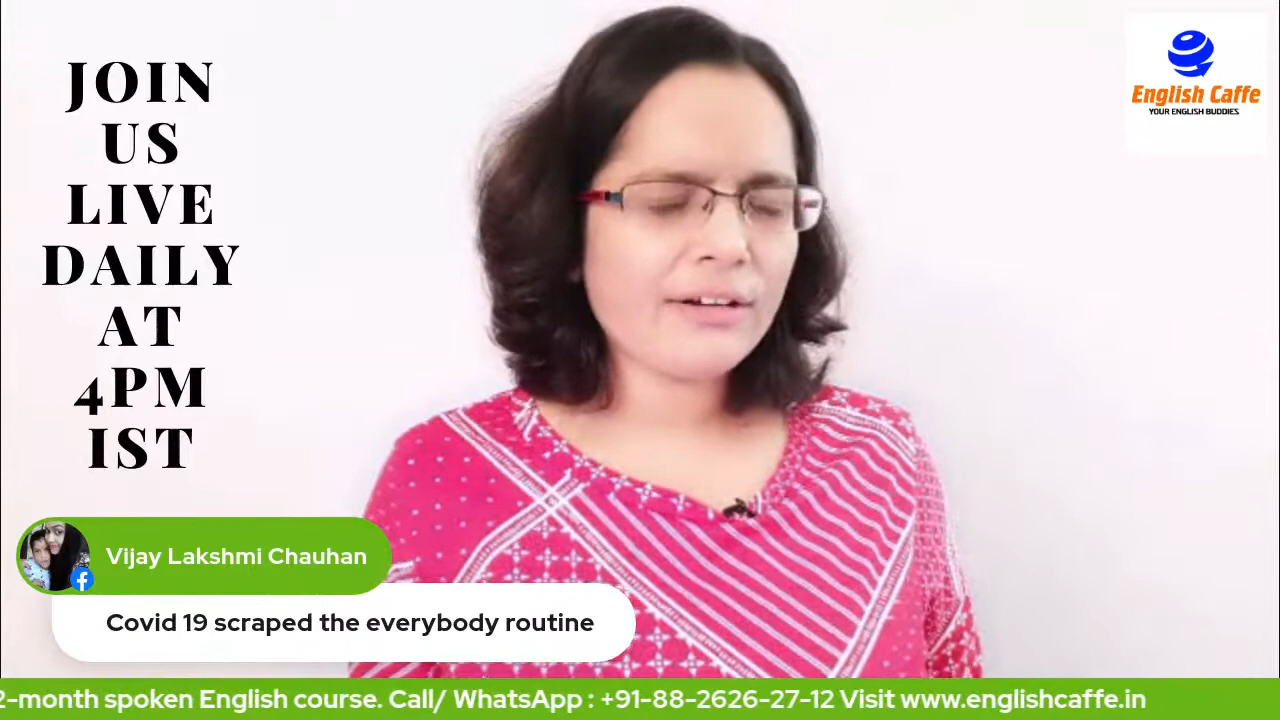 JOIN
US
LIVE
DAILY
AT
4PM
IST
English Caffe
YOUR ENGLISH BUDDIES
Vijay Lakshmi Chauhan
Covid 19 scraped the everybody routine
2-month spoken English course. Call/ WhatsApp : +91-88-2626-27-12 Visit www.englishcaffe.in